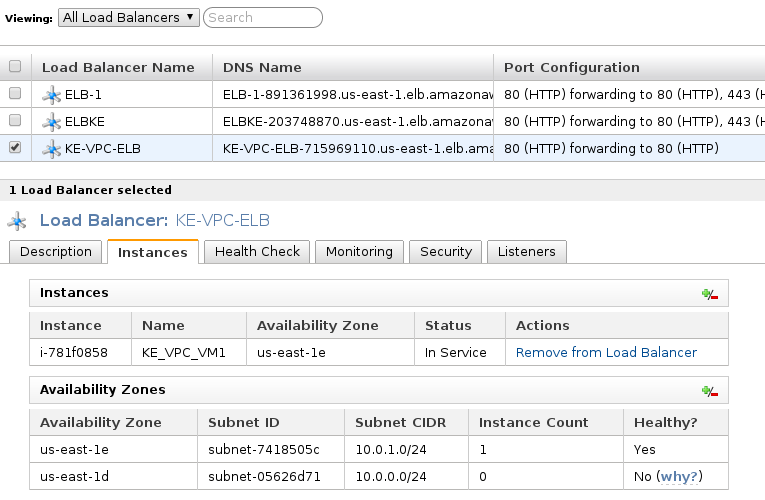 Viewing: All Load Balancers Search
Load Balancer Name DNS Name Port Configuration
ELB-1 ELB-1-891361998.us-east-1.elb.amazonaw 80 (HTTP) forwarding to 80 (HTTP), 443 (H
ELBKE ELBKE-203748870.us-east-1.elb.amazonaw 80 (HTTP) forwarding to 80 (HTTP), 443 (H
KE-VPC-ELB KE-VPC-ELB-715969110.us-east-1.elb.ama 80 (HTTP) forwarding to 80 (HTTP)
1 Load Balancer selected
Load Balancer: KE-VPC-ELB
Description Instances Health Check Monitoring Security Listeners
Instances
Instance Name Availability Zone Status Actions
i-781f0858 KE_VPC_VM1 us-east-1e In Service Remove from Load Balancer
Availability Zones
Availability Zone Subnet ID Subnet CIDR Instance Count Healthy?
us-east-1e subnet-7418505c 10.0.1.0/24 1 Yes
us-east-1d subnet-05626d71 10.0.0.0/24 0 No (why?)